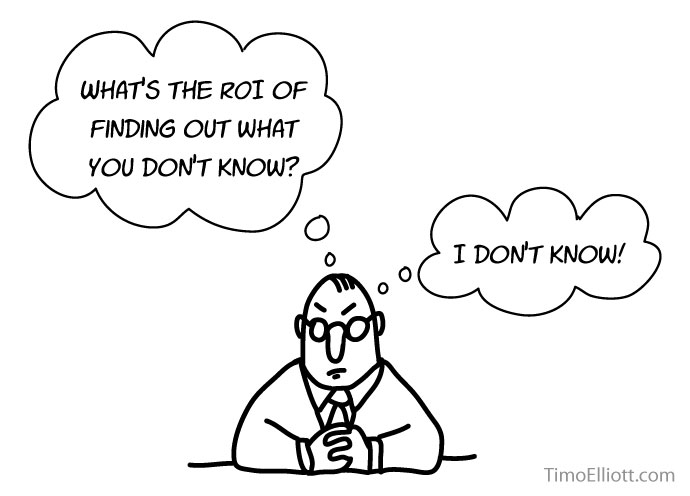 WHAT'S THE ROI OF
FINDING OUT WHAT
YOU DON'T KNOW?
I DON'T KNOW!
TimoElliott.com